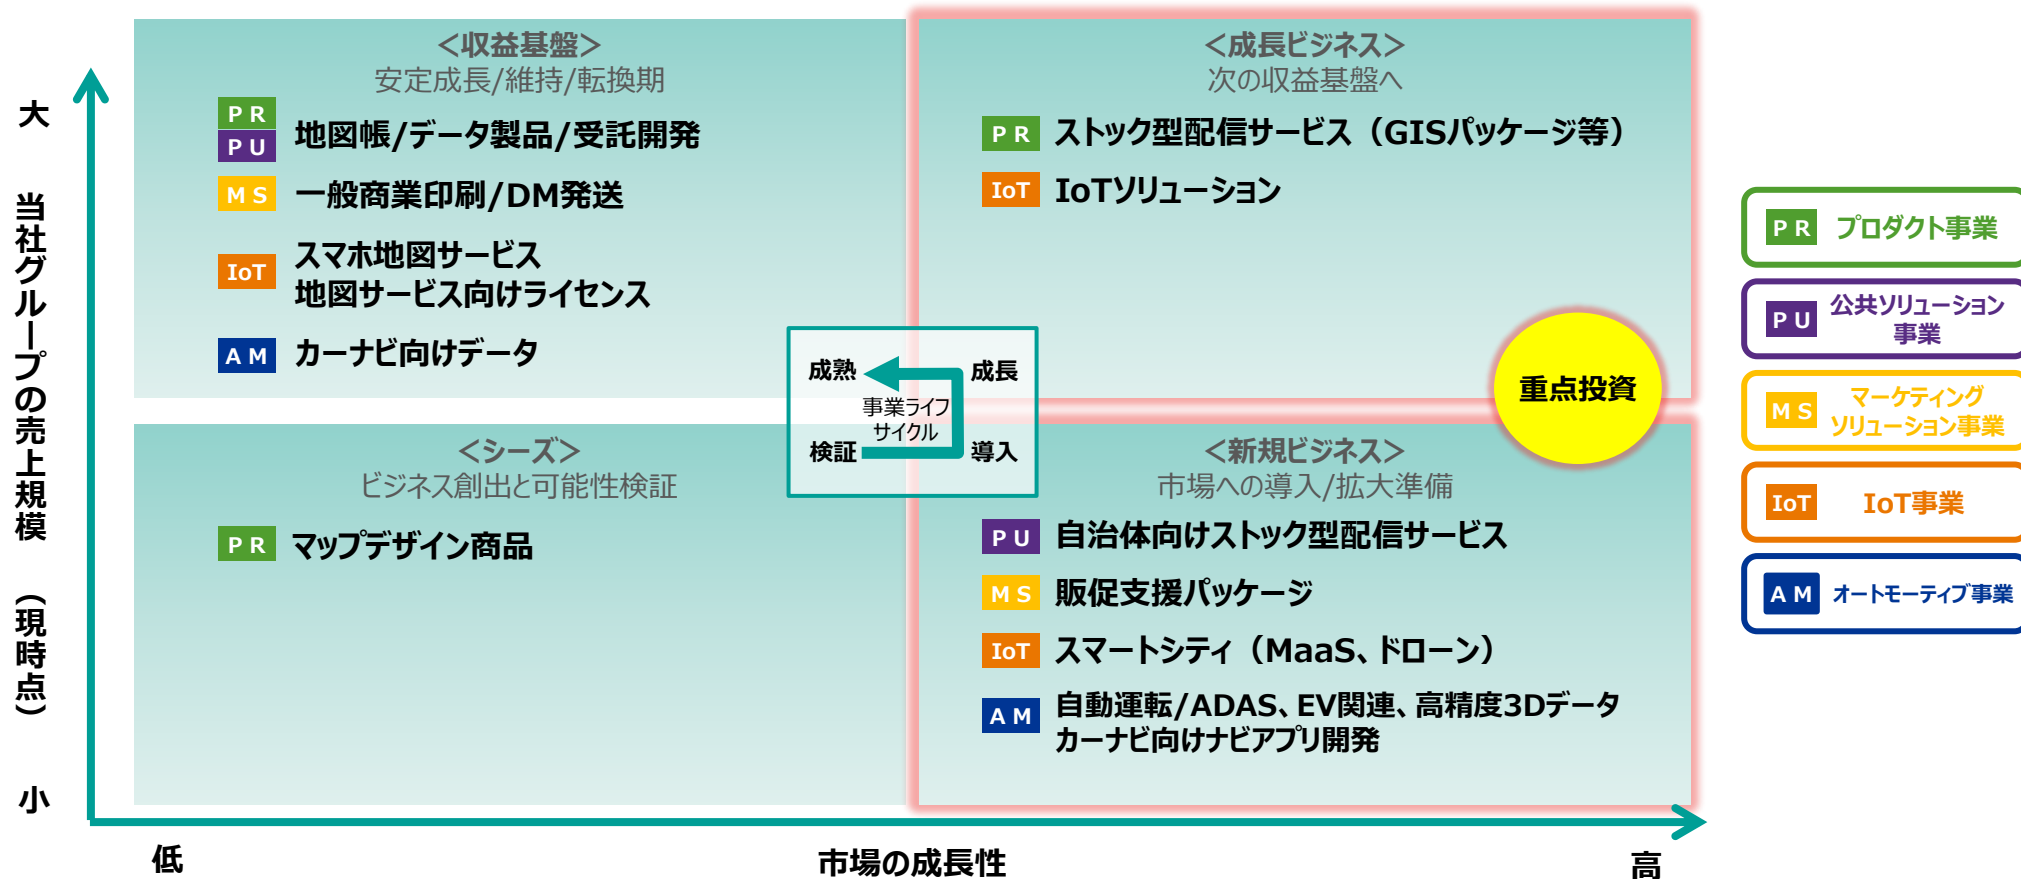 大
当社グループの売上規模
（現時点）
小
＜収益基盤＞
安定成長/維持/転換期
PR
PU
地図帳/データ製品/受託開発
MS
一般商業印刷/DM発送
IoT
スマホ地図サービス
地図サービス向けライセンス
AM
カーナビ向けデータ
＜成長ビジネス＞
次の収益基盤へ
PR
ストック型配信サービス（GISパッケージ等）
IoT
IoTソリューション
重点投資
成熟
成長
事業ライフ
サイクル
検証
導入
＜シーズ＞
ビジネス創出と可能性検証
PR
マップデザイン商品
＜新規ビジネス＞
市場への導入/拡大準備
PU
自治体向けストック型配信サービス
MS
販促支援パッケージ
IoT
スマートシティ（MaaS、ドローン）
AM
自動運転/ADAS、EV関連、高精度3Dデータ
カーナビ向けナビアプリ開発
低
市場の成長性
高
PR
プロダクト事業
PU
公共ソリューション
事業
MS
マーケティング
ソリューション事業
IoT
IoT事業
AM
オートモーティブ事業